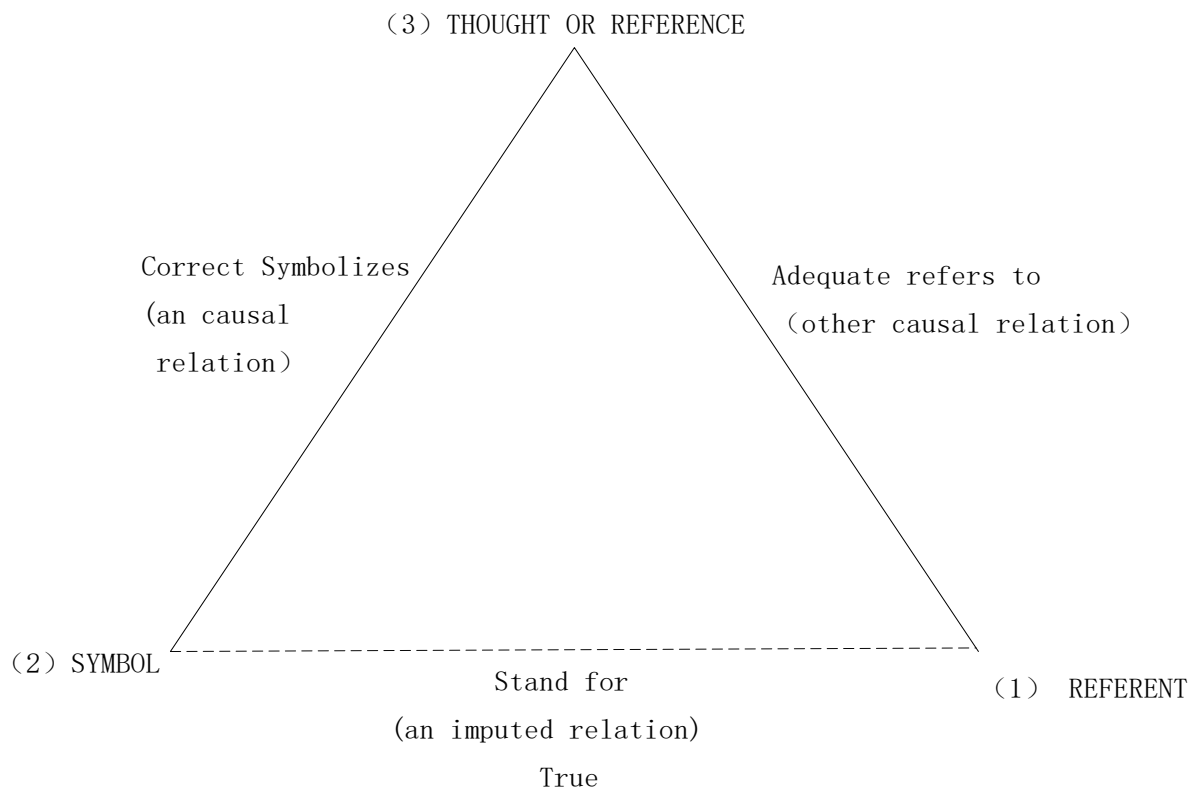 （3）THOUGHT OR REFERENCE
Correct Symbolizes
(an causal
relation）
Adequate refers to
（other causal relation）
（2）SYMBOL
Stand for
(an imputed relation)
True
（1） REFERENT